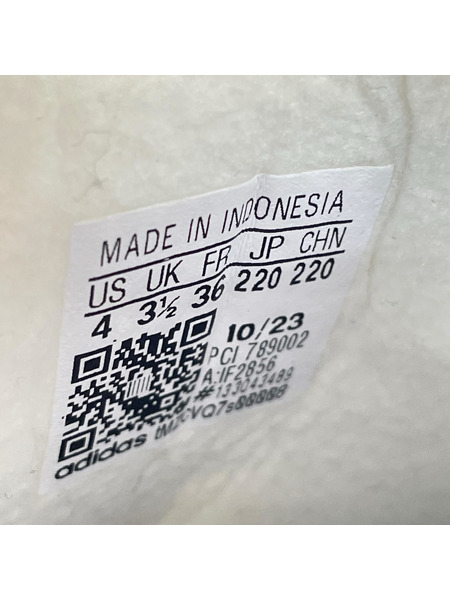 MADE IN INDONESIA
US UK FR JP CHN
4 3½ 36 220 220
10/23
PCI 789002
A:IF2856
#133043489
adidas